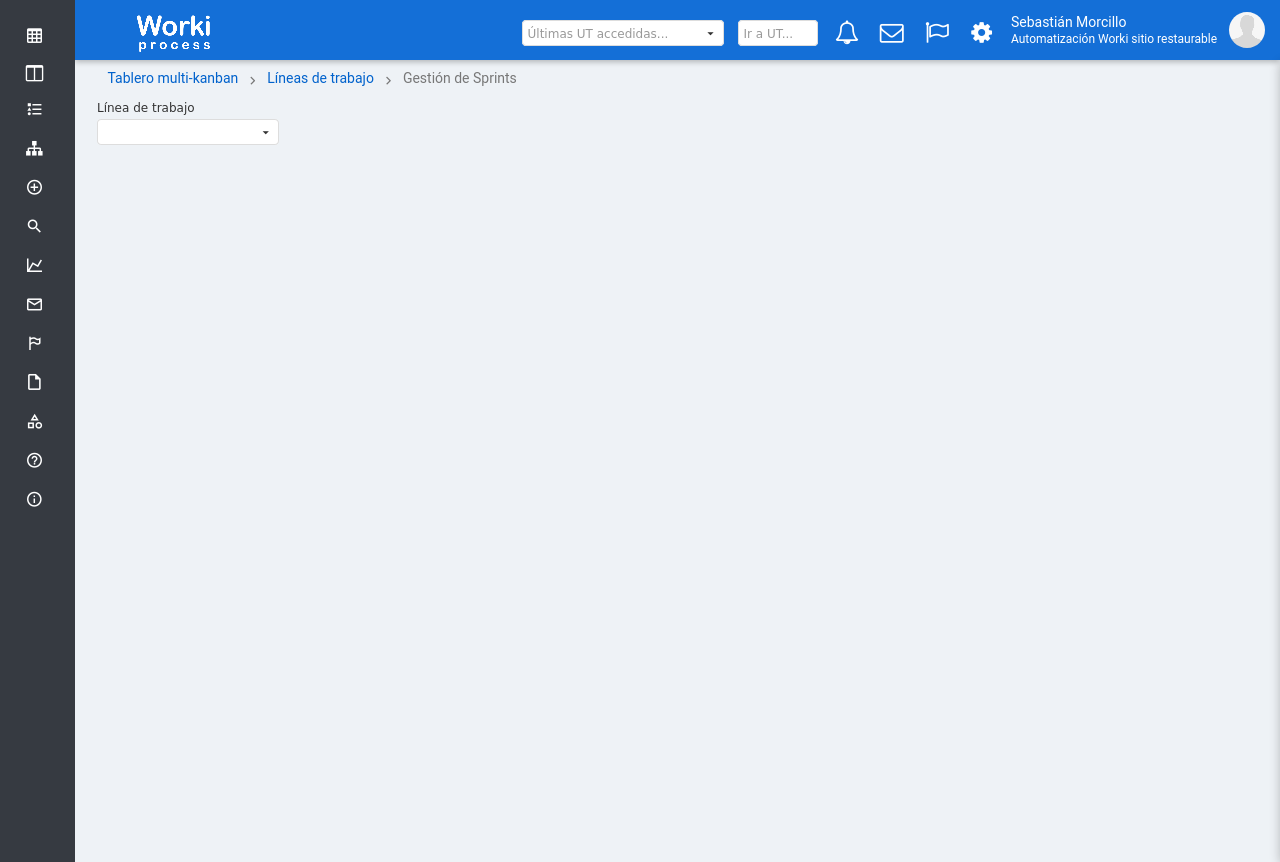 Worki
process
Últimas UT accedidas...
Ir a UT...
Sebastián Morcillo
Automatización Worki sitio restaurable
Tablero multi-kanban
Líneas de trabajo
Gestión de Sprints
Línea de trabajo